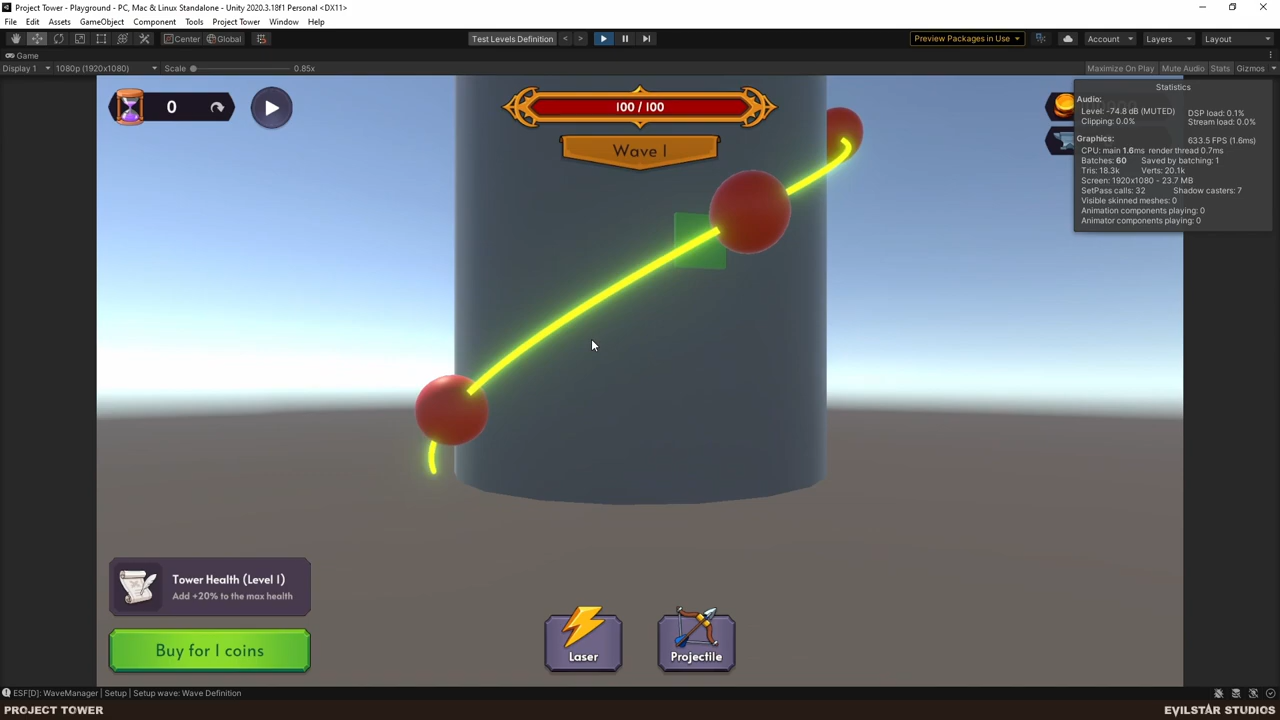 Project Tower - Playground - PC, Mac & Linux Standalone - Unity 2020.3.18f1 Personal <DX11>
File Edit Assets GameObject Component Tools Project Tower Window Help
Center Global Test Levels Definition < > Preview Packages in Use Account Layers Layout
Game
Display 1 1080p (1920x1080) Scale 0.85x Maximize On Play Mute Audio Stats Gizmos
Statistics
Audio:
Level: -74.8 dB (MUTED) DSP load: 0.1%
Clipping: 0.0% Stream load: 0.0%
Graphics: 633.5 FPS (1.6ms)
CPU: main 1.6ms render thread 0.7ms
Batches: 60 Saved by batching: 1
Tris: 18.3k Verts: 20.1k
Screen: 1920x1080 - 23.7 MB
SetPass calls: 32 Shadow casters: 7
Visible skinned meshes: 0
Animation components playing: 0
Animator components playing: 0
0
100 / 100
Wave 1
Tower Health (Level 1)
Add +20% to the max health
Buy for 1 coins
Laser
Projectile
ESF[D]: WaveManager | Setup | Setup wave: Wave Definition
PROJECT TOWER EVILSTAR STUDIOS